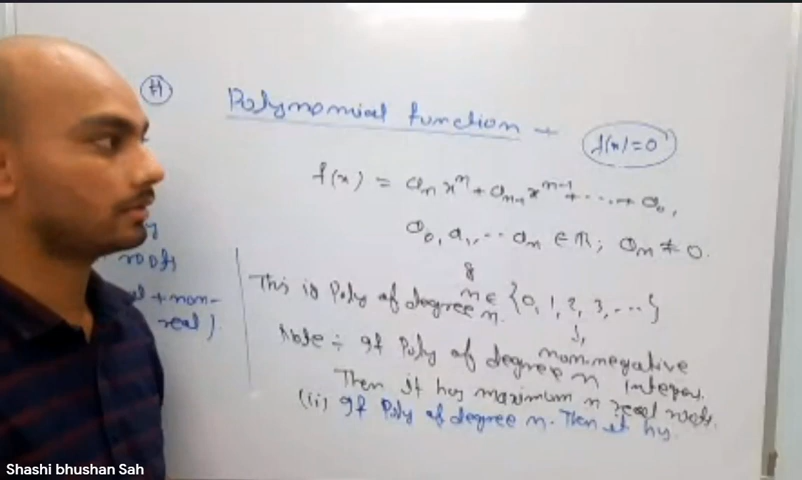 (H)
Polynomial function →
f(x)=0
f(x) = aₙxⁿ + aₙ₋₁xⁿ⁻¹ + ..... + a₀,
a₀, a₁, .. aₙ ∈ ℝ; aₙ ≠ 0.
&
This is Poly of degree n.
n ∈ {0, 1, 2, 3, ....}
↓
non-negative
Integers.
Note ÷ If Poly of degree n
Then it has maximum n real roots.
(ii) If Poly of degree n. Then it has
roots
+ non-
real).
Shashi bhushan Sah